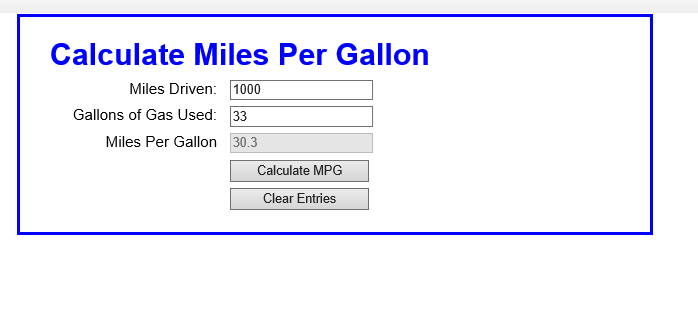 Calculate Miles Per Gallon
Miles Driven: 1000
Gallons of Gas Used: 33
Miles Per Gallon 30.3
Calculate MPG
Clear Entries